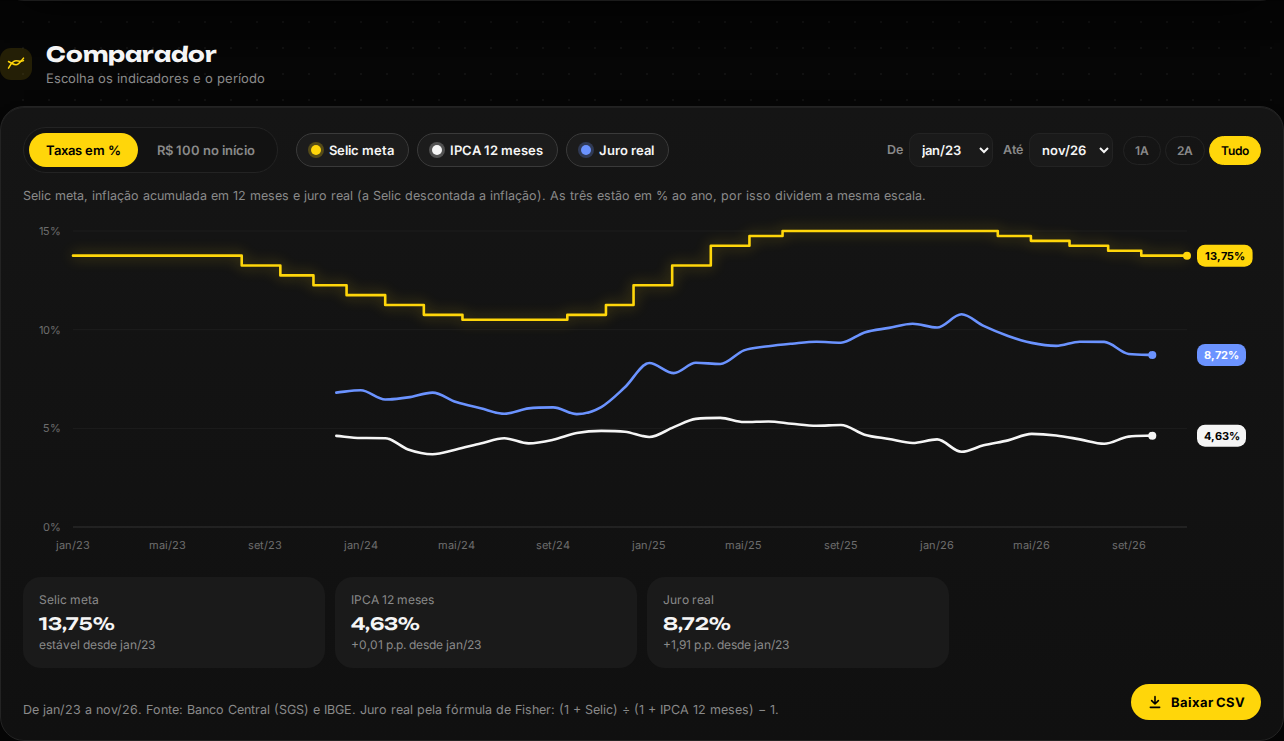 Comparador
Escolha os indicadores e o período
Taxas em %
R$ 100 no início
Selic meta
IPCA 12 meses
Juro real
De
jan/23
Até
nov/26
1A
2A
Tudo
Selic meta, inflação acumulada em 12 meses e juro real (a Selic descontada a inflação). As três estão em % ao ano, por isso dividem a mesma escala.
15%
10%
5%
0%
13,75%
8,72%
4,63%
jan/23
mai/23
set/23
jan/24
mai/24
set/24
jan/25
mai/25
set/25
jan/26
mai/26
set/26
Selic meta
13,75%
estável desde jan/23
IPCA 12 meses
4,63%
+0,01 p.p. desde jan/23
Juro real
8,72%
+1,91 p.p. desde jan/23
De jan/23 a nov/26. Fonte: Banco Central (SGS) e IBGE. Juro real pela fórmula de Fisher: (1 + Selic) ÷ (1 + IPCA 12 meses) − 1.
Baixar CSV